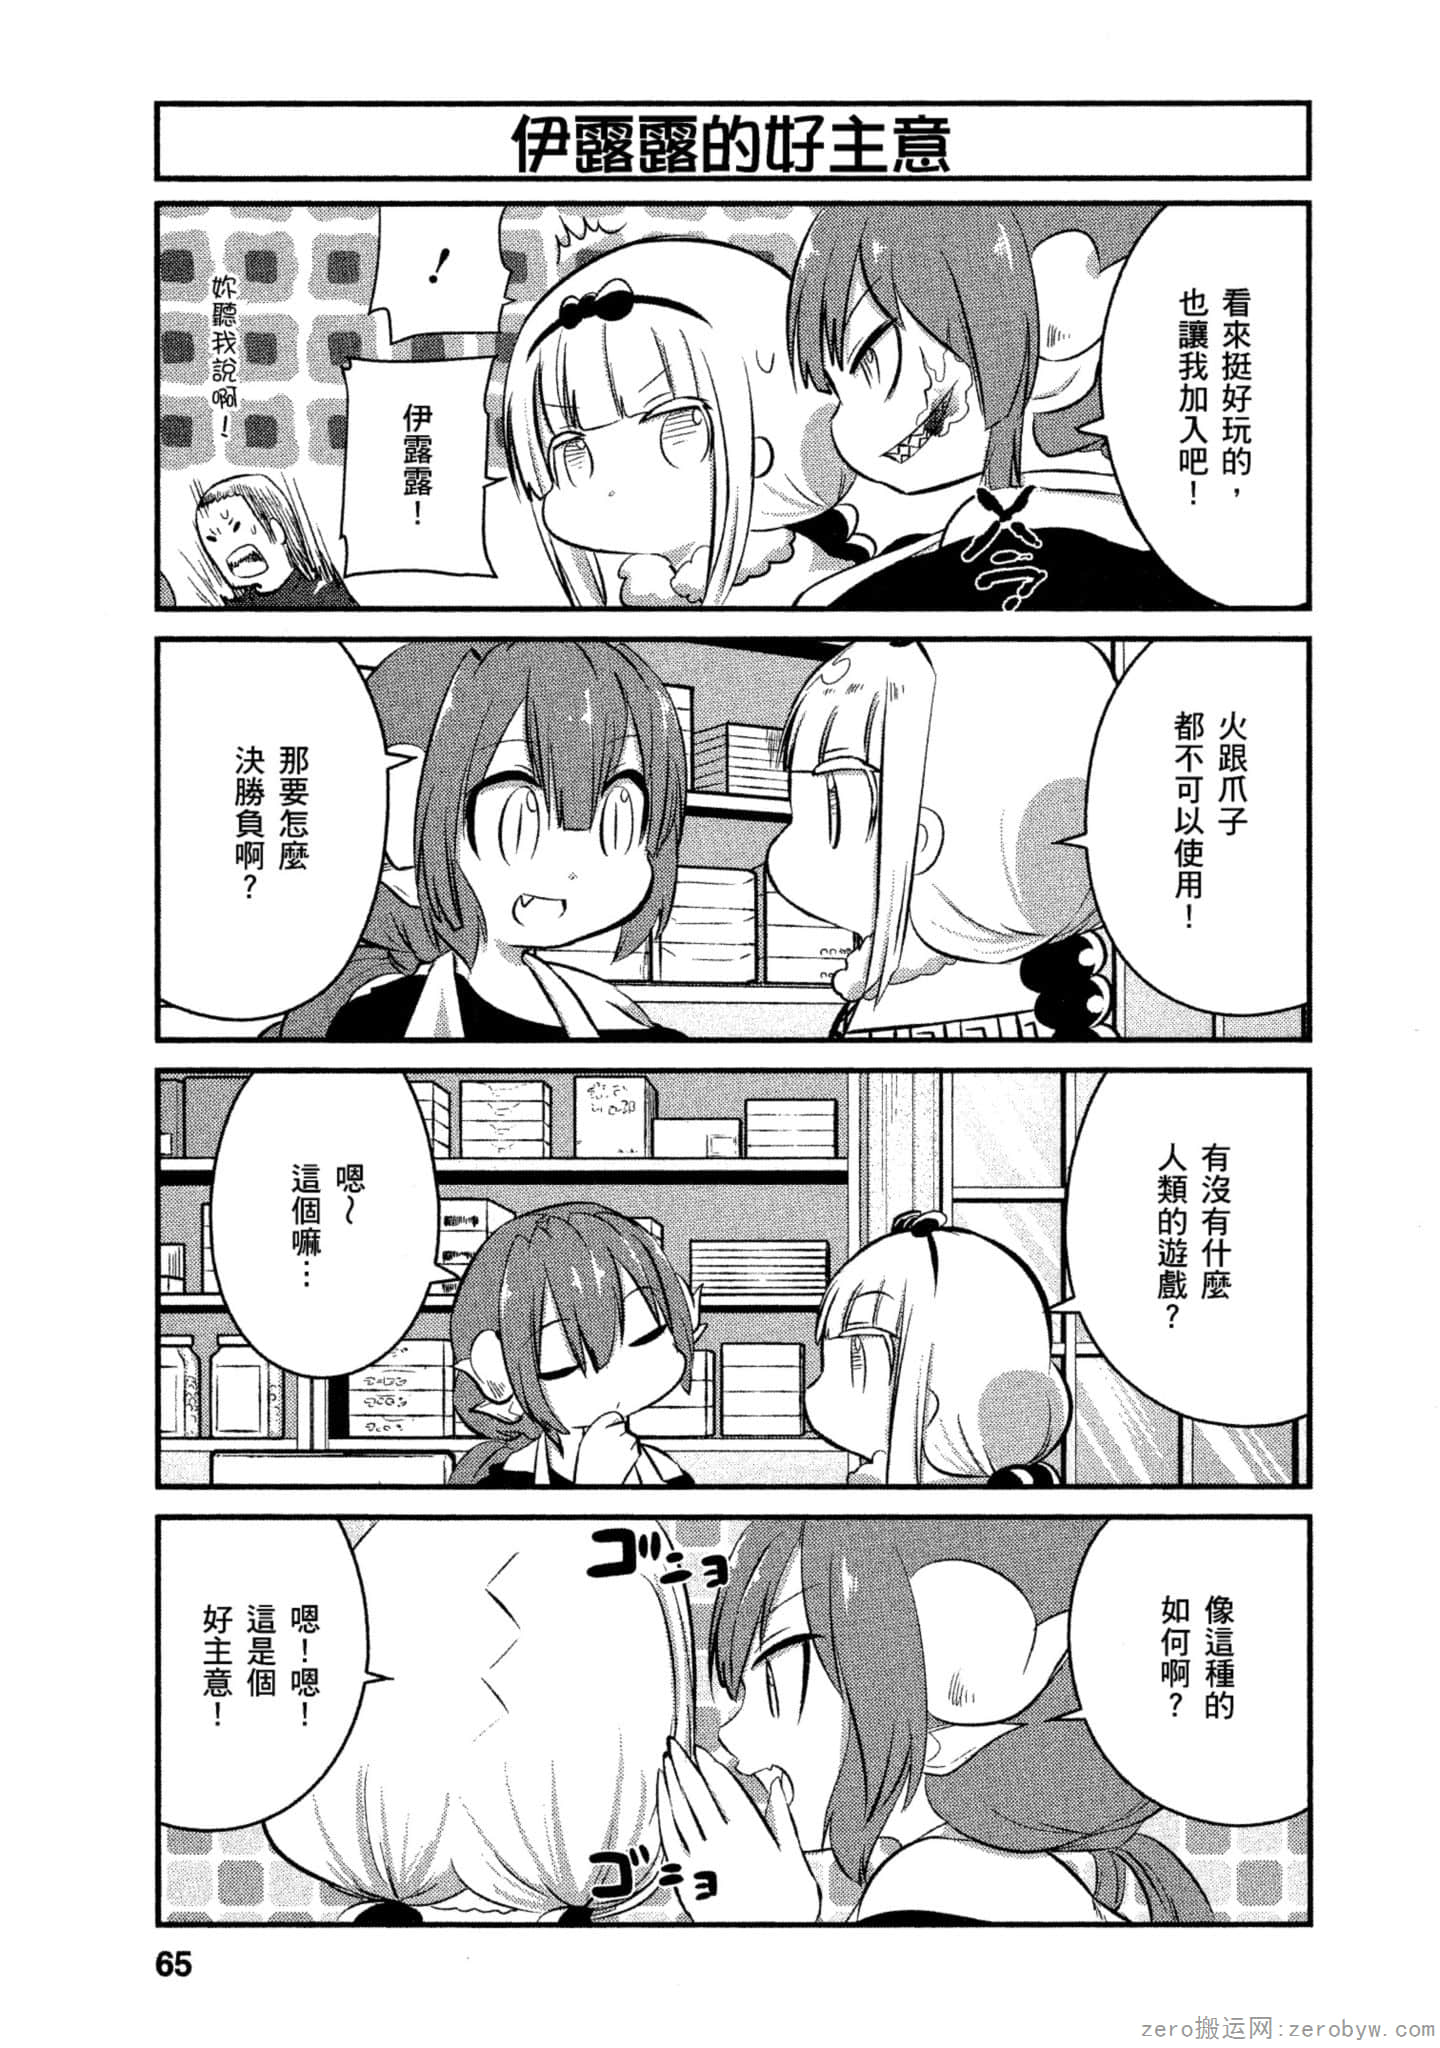 伊露露的好主意
看來挺好玩的，
也讓我加入吧！
！
伊露露！
妳聽我說啊！
火跟爪子
都不可以使用！
那要怎麼
決勝負啊？
有沒有什麼
人類的遊戲？
嗯～
這個嘛…
像這種的
如何啊？
ゴニョ
ゴニョ
嗯！嗯！
這是個
好主意！
65
zero搬运网:zerobyw.com